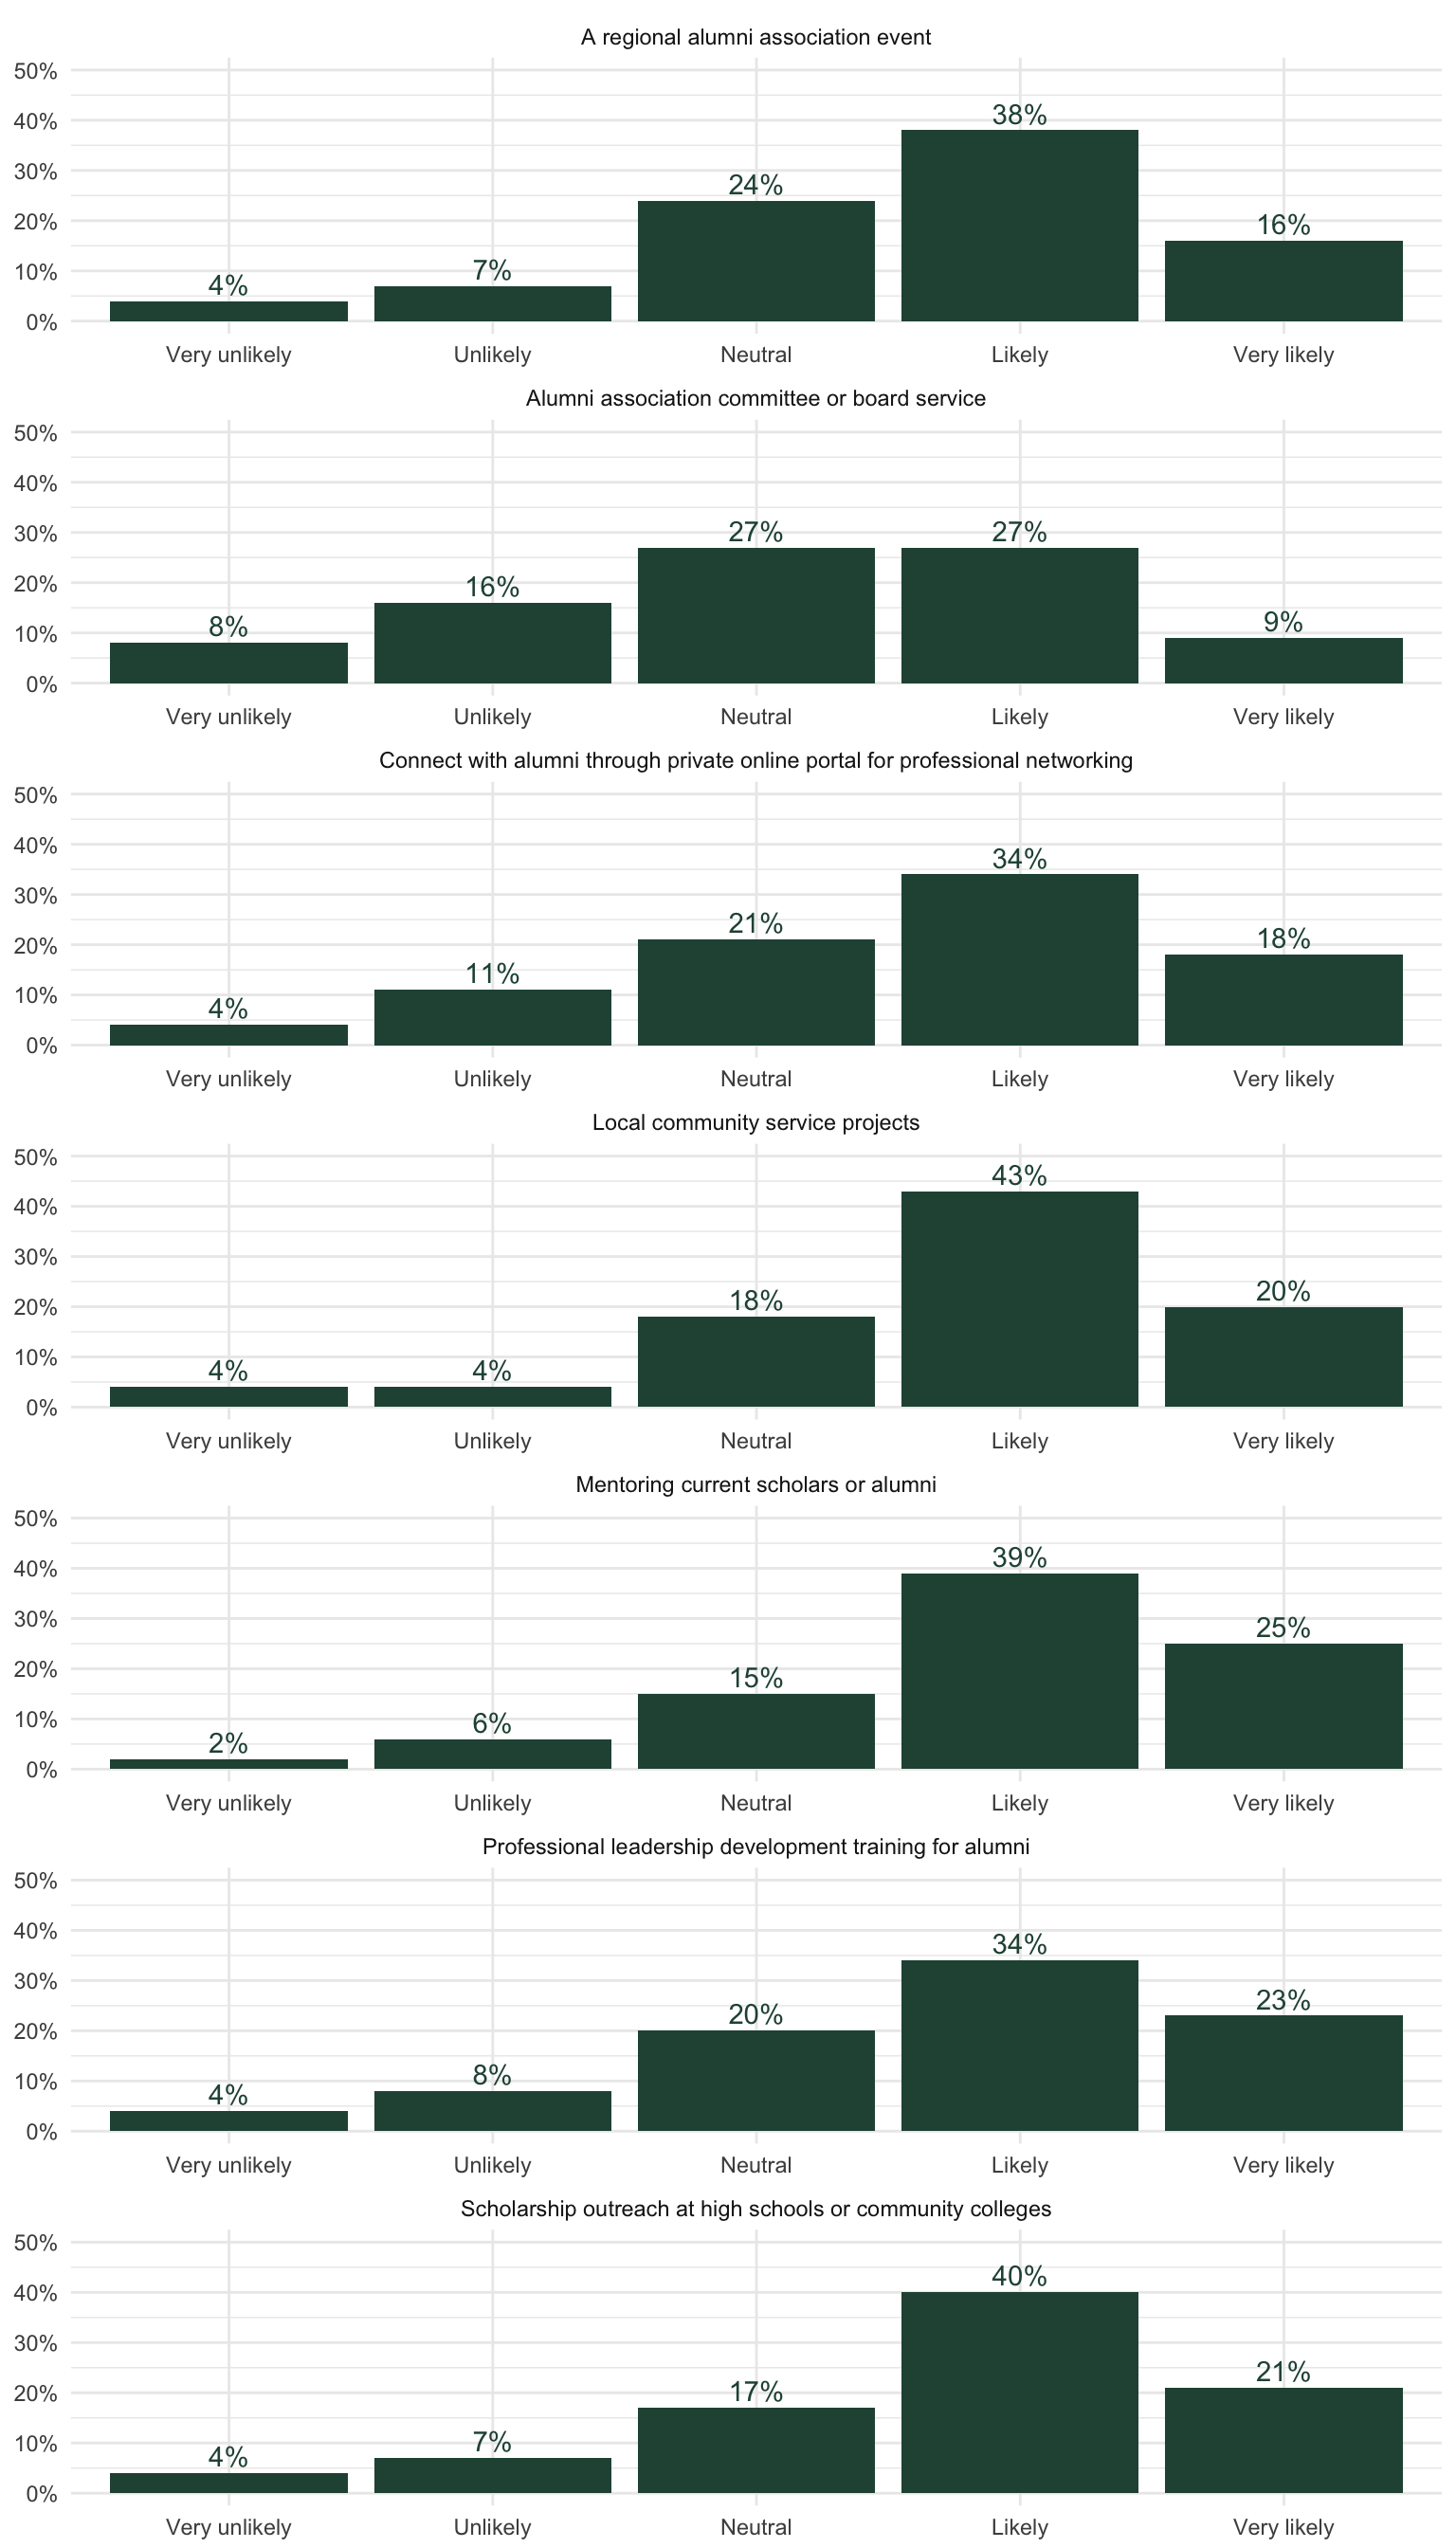 A regional alumni association event
50%
40%
30%
20%
10%
0%
4%
7%
24%
38%
16%
Very unlikely
Unlikely
Neutral
Likely
Very likely
Alumni association committee or board service
50%
40%
30%
20%
10%
0%
8%
16%
27%
27%
9%
Very unlikely
Unlikely
Neutral
Likely
Very likely
Connect with alumni through private online portal for professional networking
50%
40%
30%
20%
10%
0%
4%
11%
21%
34%
18%
Very unlikely
Unlikely
Neutral
Likely
Very likely
Local community service projects
50%
40%
30%
20%
10%
0%
4%
4%
18%
43%
20%
Very unlikely
Unlikely
Neutral
Likely
Very likely
Mentoring current scholars or alumni
50%
40%
30%
20%
10%
0%
2%
6%
15%
39%
25%
Very unlikely
Unlikely
Neutral
Likely
Very likely
Professional leadership development training for alumni
50%
40%
30%
20%
10%
0%
4%
8%
20%
34%
23%
Very unlikely
Unlikely
Neutral
Likely
Very likely
Scholarship outreach at high schools or community colleges
50%
40%
30%
20%
10%
0%
4%
7%
17%
40%
21%
Very unlikely
Unlikely
Neutral
Likely
Very likely